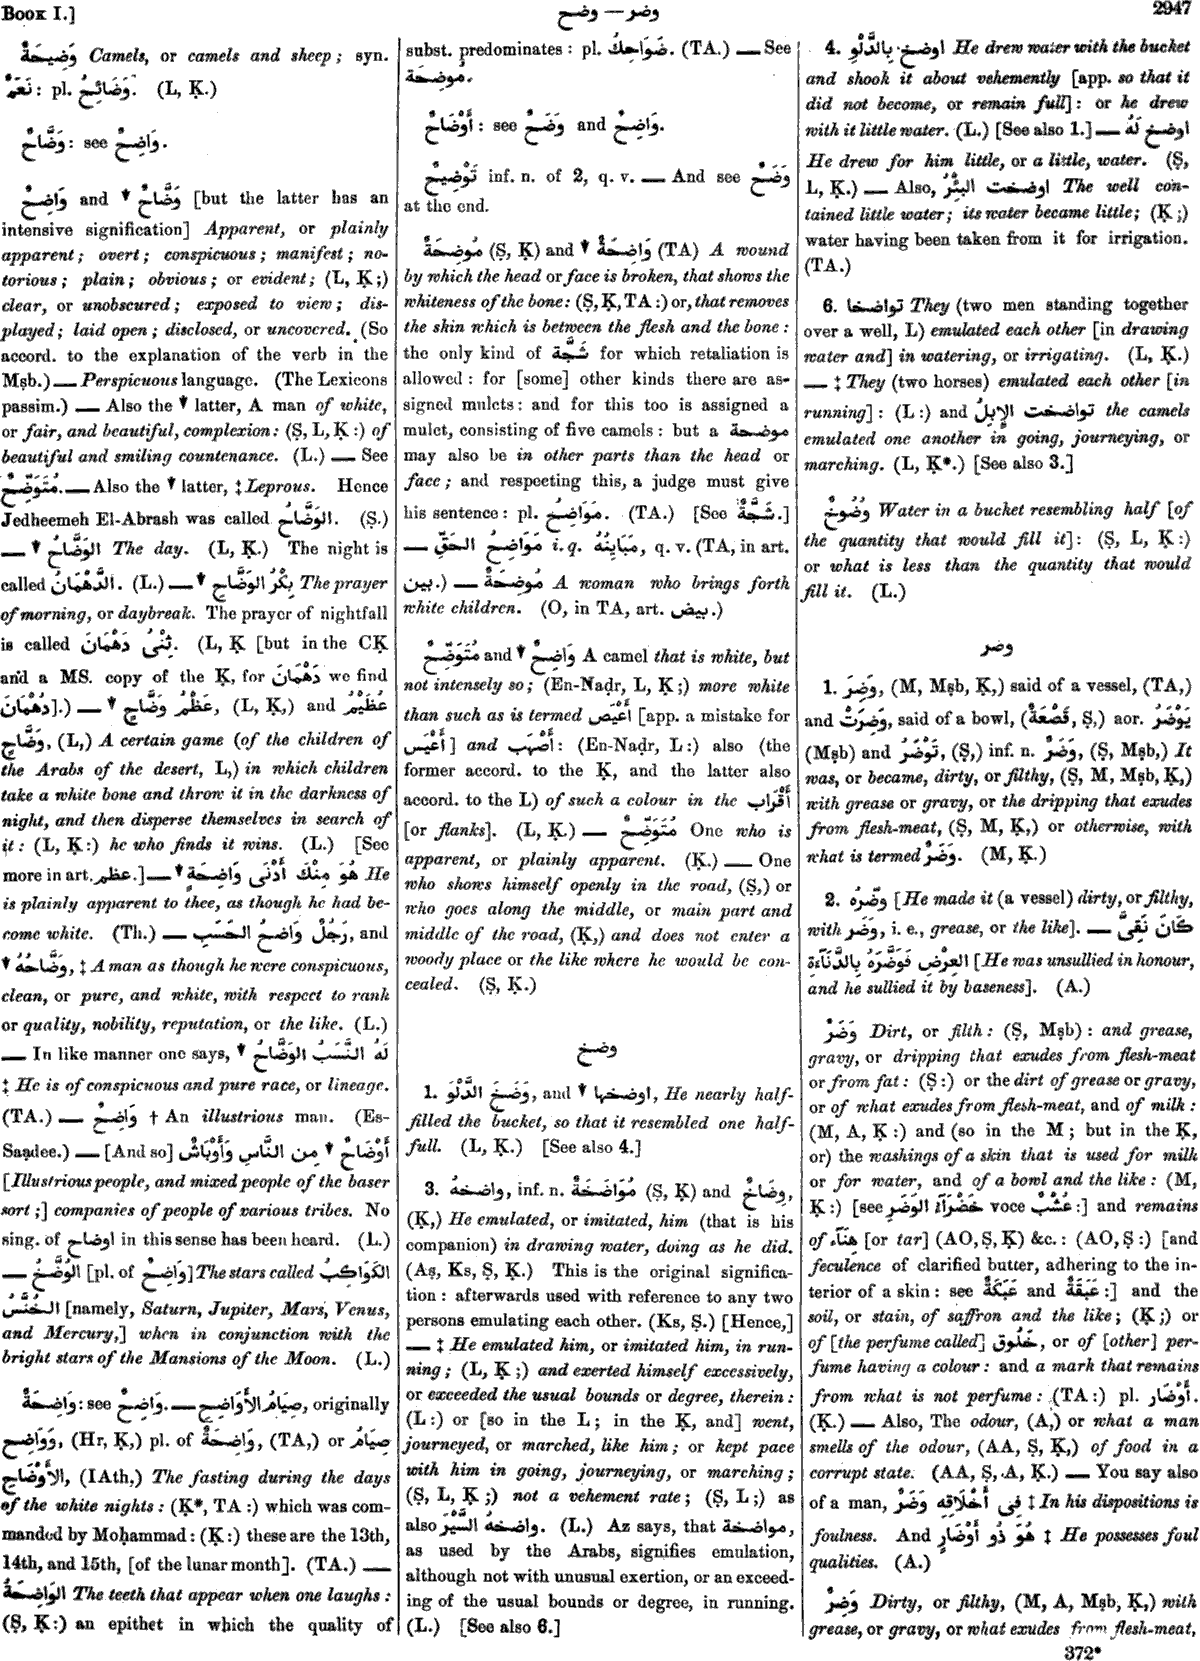 Book I.]
وضر — وضح
2947
وَضِيحَةٌ Camels, or camels and sheep; syn.
نَعَمٌ: pl. وَضَائِحُ. (L, Ḳ.)
وَضَّاحٌ: see وَاضِحٌ.
وَاضِحٌ and ▼ وَضَّاحٌ [but the latter has an
intensive signification] Apparent, or plainly
apparent; overt; conspicuous; manifest; no-
torious; plain; obvious; or evident; (L, Ḳ;)
clear, or unobscured; exposed to view; dis-
played; laid open; disclosed, or uncovered. (So
accord. to the explanation of the verb in the
Mṣb.) — Perspicuous language. (The Lexicons
passim.) — Also the ▼ latter, A man of white,
or fair, and beautiful, complexion: (Ṣ, L, Ḳ:) of
beautiful and smiling countenance. (L.) — See
مُتَوَضِّحٌ. — Also the ▼ latter, ‡ Leprous. Hence
Jedheemeh El-Abrash was called الوَضَّاحُ. (Ṣ.)
— ▼ الوَضَّاحُ The day. (L, Ḳ.) The night is
called الدَّهْمَانُ. (L.) — ▼ بِكْرُ الوَضَّاحِ The prayer
of morning, or daybreak. The prayer of nightfall
is called ثِنْىُ دَهْمَانَ. (L, Ḳ [but in the CḲ
and a MS. copy of the Ḳ, for دَهْمَانَ we find
دُهْمَانَ].) — ▼ عَظْمُ وَضَّاحٍ, (L, Ḳ,) and عُظَيْمُ
وَضَّاحٍ, (L,) A certain game (of the children of
the Arabs of the desert, L,) in which children
take a white bone and throw it in the darkness of
night, and then disperse themselves in search of
it: (L, Ḳ:) he who finds it wins. (L.) [See
more in art. عظم.] — ▼ هُوَ مِنْكَ أَدْنَى وَاضِحَةٍ He
is plainly apparent to thee, as though he had be-
come white. (Th.) — رَجُلٌ وَاضِحُ الحَسَبِ, and
▼ وَضَّاحُهُ, ‡ A man as though he were conspicuous,
clean, or pure, and white, with respect to rank
or quality, nobility, reputation, or the like. (L.)
— In like manner one says, ▼ لَهُ النَّسَبُ الوَضَّاحُ
‡ He is of conspicuous and pure race, or lineage.
(TA.) — وَاضِحٌ † An illustrious man. (Es-
Saạdee.) — [And so] ▼ أَوْضَاحٌ مِن النَّاسِ وَأَوْبَاشٌ
[Illustrious people, and mixed people of the baser
sort;] companies of people of various tribes. No
sing. of اوضاح in this sense has been heard. (L.)
— الكَوَاكِبُ الوُضَّحُ [pl. of وَاضِحٌ] The stars called
الخُنَّسُ [namely, Saturn, Jupiter, Mars, Venus,
and Mercury,] when in conjunction with the
bright stars of the Mansions of the Moon. (L.)
وَاضِحَةٌ: see وَاضِحٌ. — صِيَامُ الأَوَاضِحِ, originally
وَوَاضِحِ, (Hr, Ḳ,) pl. of وَاضِحَةٌ, (TA,) or صِيَامُ
الأَوْضَاحِ, (IAth,) The fasting during the days
of the white nights: (Ḳ*, TA:) which was com-
manded by Moḥammad: (Ḳ:) these are the 13th,
14th, and 15th, [of the lunar month]. (TA.) —
الوَاضِحَةُ The teeth that appear when one laughs:
(Ṣ, Ḳ:) an epithet in which the quality of
subst. predominates: pl. ضَوَاحِكُ. (TA.) — See
مُوضِحَة.
أَوْضَاحٌ: see وَضَحٌ and وَاضِحٌ.
تَوْضِيحٌ inf. n. of 2, q. v. — And see وَضَحٌ
at the end.
مُوضِحَةٌ (Ṣ, Ḳ) and ▼ وَاضِحَةٌ (TA) A wound
by which the head or face is broken, that shows the
whiteness of the bone: (Ṣ, Ḳ, TA:) or, that removes
the skin which is between the flesh and the bone:
the only kind of شَجَّة for which retaliation is
allowed: for [some] other kinds there are as-
signed mulcts: and for this too is assigned a
mulct, consisting of five camels: but a موضحة
may also be in other parts than the head or
face; and respecting this, a judge must give
his sentence: pl. مَوَاضِحُ. (TA.) [See شَجَّةٌ.]
— مَوَاضِحُ الحَقِّ i. q. مَبَايِنُهُ, q. v. (TA, in art.
بين.) — مُوضِحَةٌ A woman who brings forth
white children. (O, in TA, art. بيض.)
مُتَوَضِّحٌ and ▼ وَاضِحٌ A camel that is white, but
not intensely so; (En-Naḍr, L, Ḳ;) more white
than such as is termed أَعْيَص [app. a mistake for
أَعْيَس] and أَصْهَب: (En-Naḍr, L:) also (the
former accord. to the Ḳ, and the latter also
accord. to the L) of such a colour in the أَقْرَاب
[or flanks]. (L, Ḳ.) — مُتَوَضِّحٌ One who is
apparent, or plainly apparent. (Ḳ.) — One
who shows himself openly in the road, (Ṣ,) or
who goes along the middle, or main part and
middle of the road, (Ḳ,) and does not enter a
woody place or the like where he would be con-
cealed. (Ṣ, Ḳ.)
وضخ
1. وَضَخَ الدَّلْوَ, and ▼ اوضخها, He nearly half-
filled the bucket, so that it resembled one half-
full. (L, Ḳ.) [See also 4.]
3. واضخهُ, inf. n. مُوَاضَخَةٌ (Ṣ, Ḳ) and وِضَاخٌ,
(Ḳ,) He emulated, or imitated, him (that is his
companion) in drawing water, doing as he did.
(Aṣ, Ks, Ṣ, Ḳ.) This is the original significa-
tion: afterwards used with reference to any two
persons emulating each other. (Ks, Ṣ.) [Hence,]
— ‡ He emulated him, or imitated him, in run-
ning; (L, Ḳ;) and exerted himself excessively,
or exceeded the usual bounds or degree, therein:
(L:) or [so in the L; in the Ḳ, and] went,
journeyed, or marched, like him; or kept pace
with him in going, journeying, or marching;
(Ṣ, L, Ḳ;) not a vehement rate; (Ṣ, L;) as
also واضخهُ السَّيْرَ. (L.) Az says, that مواضخة,
as used by the Arabs, signifies emulation,
although not with unusual exertion, or an exceed-
ing of the usual bounds or degree, in running.
(L.) [See also 6.]
4. اوضخ بِالدَّلْوِ He drew water with the bucket
and shook it about vehemently [app. so that it
did not become, or remain full]: or he drew
with it little water. (L.) [See also 1.] — اوضخ لَهُ
He drew for him little, or a little, water. (Ṣ,
L, Ḳ.) — Also, اوضخت البِئْرُ The well con-
tained little water; its water became little; (Ḳ;)
water having been taken from it for irrigation.
(TA.)
6. تواضخا They (two men standing together
over a well, L) emulated each other [in drawing
water and] in watering, or irrigating. (L, Ḳ.)
— ‡ They (two horses) emulated each other [in
running]: (L:) and تواضخت الإِبِلُ the camels
emulated one another in going, journeying, or
marching. (L, Ḳ*.) [See also 3.]
وَضُوخٌ Water in a bucket resembling half [of
the quantity that would fill it]: (Ṣ, L, Ḳ:)
or what is less than the quantity that would
fill it. (L.)
وضر
1. وَضِرَ, (M, Mṣb, Ḳ,) said of a vessel, (TA,)
and وَضِرَتْ, said of a bowl, (قَصْعَةٌ, Ṣ,) aor. يَوْضَرُ
(Mṣb) and تَوْضَرُ, (Ṣ,) inf. n. وَضَرٌ, (Ṣ, Mṣb,) It
was, or became, dirty, or filthy, (Ṣ, M, Mṣb, Ḳ,)
with grease or gravy, or the dripping that exudes
from flesh-meat, (Ṣ, M, Ḳ,) or otherwise, with
what is termed وَضَرٌ. (M, Ḳ.)
2. وضّرهُ [He made it (a vessel) dirty, or filthy,
with وَضَر, i. e., grease, or the like]. — كَانَ نَقِىَّ
العِرْضِ فَوَضَّرَهُ بِالدَّنَآءَةِ [He was unsullied in honour,
and he sullied it by baseness]. (A.)
وَضَرٌ Dirt, or filth: (Ṣ, Mṣb): and grease,
gravy, or dripping that exudes from flesh-meat
or from fat: (Ṣ:) or the dirt of grease or gravy,
or of what exudes from flesh-meat, and of milk:
(M, A, Ḳ:) and (so in the M; but in the Ḳ,
or) the washings of a skin that is used for milk
or for water, and of a bowl and the like: (M,
Ḳ:) [see خَضْرَآءُ الوَضَرِ voce عُشْبٌ:] and remains
of هِنَآء [or tar] (AO, Ṣ, Ḳ) &c.: (AO, Ṣ:) [and
feculence of clarified butter, adhering to the in-
terior of a skin: see عَبَقَةٌ and عَبَكَةٌ:] and the
soil, or stain, of saffron and the like; (Ḳ;) or
of [the perfume called] خَلُوق, or of [other] per-
fume having a colour: and a mark that remains
from what is not perfume: (TA:) pl. أَوْضَار.
(Ḳ.) — Also, The odour, (A,) or what a man
smells of the odour, (AA, Ṣ, Ḳ,) of food in a
corrupt state. (AA, Ṣ, A, Ḳ.) — You say also
of a man, فِى أَخْلَاقِهِ وَضَرٌ ‡ In his dispositions is
foulness. And هُوَ ذُو أَوْضَارٍ ‡ He possesses foul
qualities. (A.)
وَضِرٌ Dirty, or filthy, (M, A, Mṣb, Ḳ,) with
grease, or gravy, or what exudes from flesh-meat,
372*